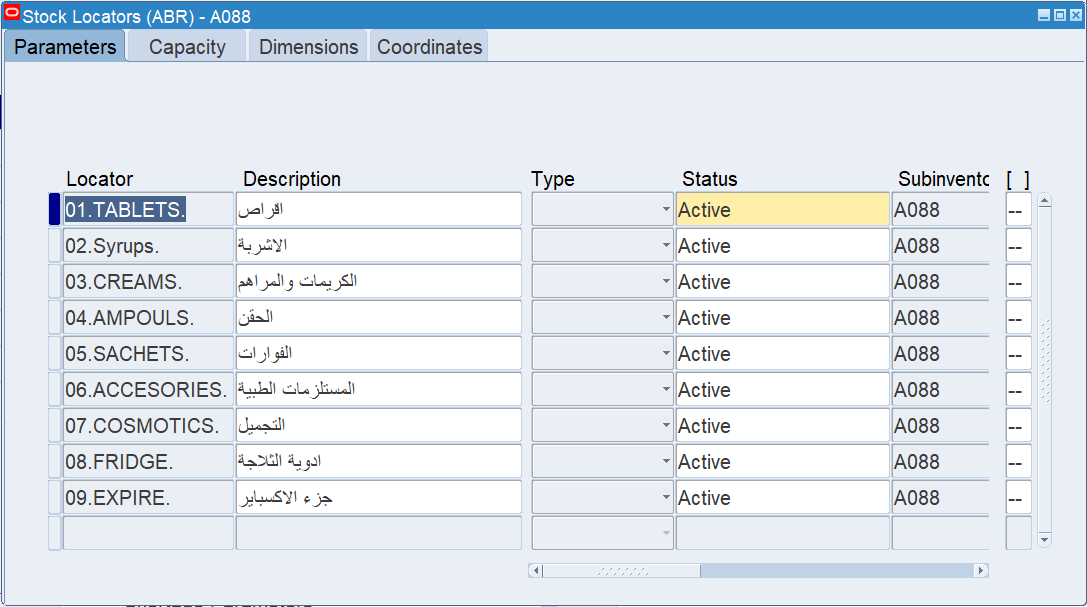 Stock Locators (ABR) - A088
Parameters Capacity Dimensions Coordinates
Locator Description Type Status Subinvento [ ]
01.TABLETS. اقراص Active A088 --
02.Syrups. الاشربة Active A088 --
03.CREAMS. الكريمات والمراهم Active A088 --
04.AMPOULS. الحقن Active A088 --
05.SACHETS. الفوارات Active A088 --
06.ACCESORIES. المستلزمات الطبية Active A088 --
07.COSMOTICS. التجميل Active A088 --
08.FRIDGE. ادوية الثلاجة Active A088 --
09.EXPIRE. جزء الاكسباير Active A088 --